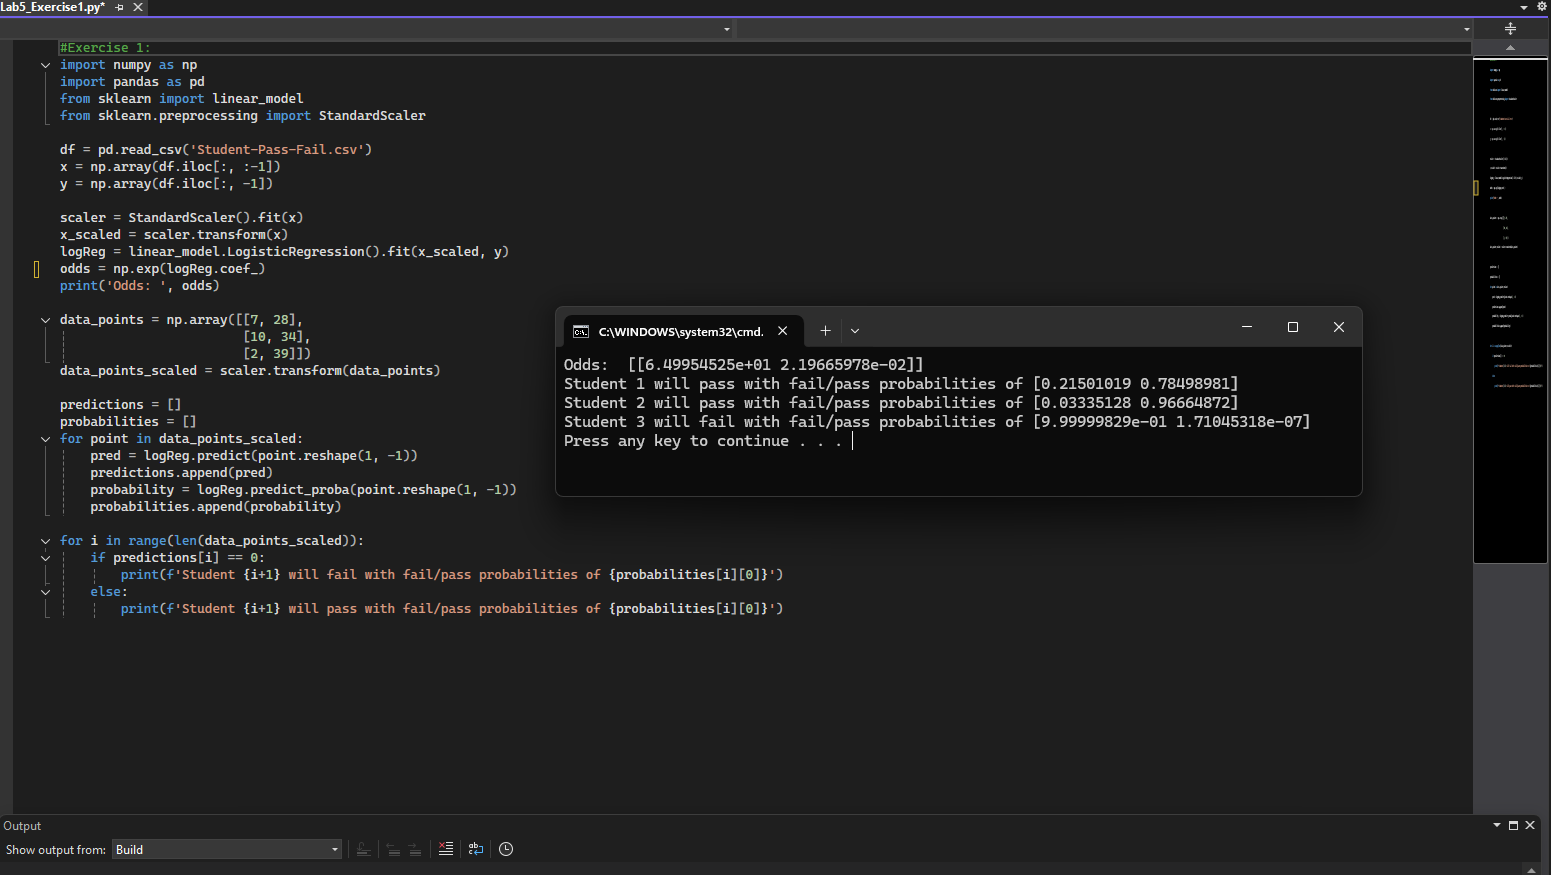 Lab5_Exercise1.py*
#Exercise 1:
import numpy as np
import pandas as pd
from sklearn import linear_model
from sklearn.preprocessing import StandardScaler
df = pd.read_csv('Student-Pass-Fail.csv')
x = np.array(df.iloc[:, :-1])
y = np.array(df.iloc[:, -1])
scaler = StandardScaler().fit(x)
x_scaled = scaler.transform(x)
logReg = linear_model.LogisticRegression().fit(x_scaled, y)
odds = np.exp(logReg.coef_)
print('Odds: ', odds)
data_points = np.array([[7, 28],
[10, 34],
[2, 39]])
data_points_scaled = scaler.transform(data_points)
predictions = []
probabilities = []
for point in data_points_scaled:
pred = logReg.predict(point.reshape(1, -1))
predictions.append(pred)
probability = logReg.predict_proba(point.reshape(1, -1))
probabilities.append(probability)
for i in range(len(data_points_scaled)):
if predictions[i] == 0:
print(f'Student {i+1} will fail with fail/pass probabilities of {probabilities[i][0]}')
else:
print(f'Student {i+1} will pass with fail/pass probabilities of {probabilities[i][0]}')
C:\WINDOWS\system32\cmd.
Odds:  [[6.49954525e+01 2.19665978e-02]]
Student 1 will pass with fail/pass probabilities of [0.21501019 0.78498981]
Student 2 will pass with fail/pass probabilities of [0.03335128 0.96664872]
Student 3 will fail with fail/pass probabilities of [9.99999829e-01 1.71045318e-07]
Press any key to continue . . .
Output
Show output from: Build